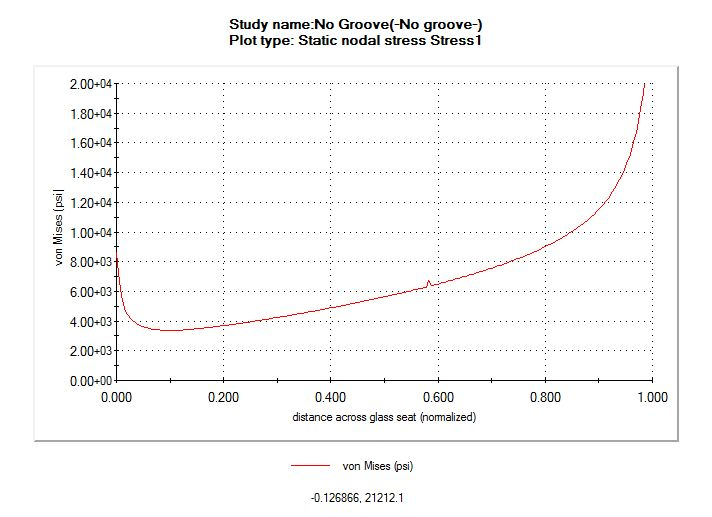 Study name:No Groove(-No groove-)
Plot type: Static nodal stress Stress1
2.00+04
1.80+04
1.60+04
1.40+04
1.20+04
1.00+04
8.00+03
6.00+03
4.00+03
2.00+03
0.00+00
von Mises [psi]
0.000 0.200 0.400 0.600 0.800 1.000
distance across glass seat (normalized)
von Mises (psi)
-0.126866, 21212.1